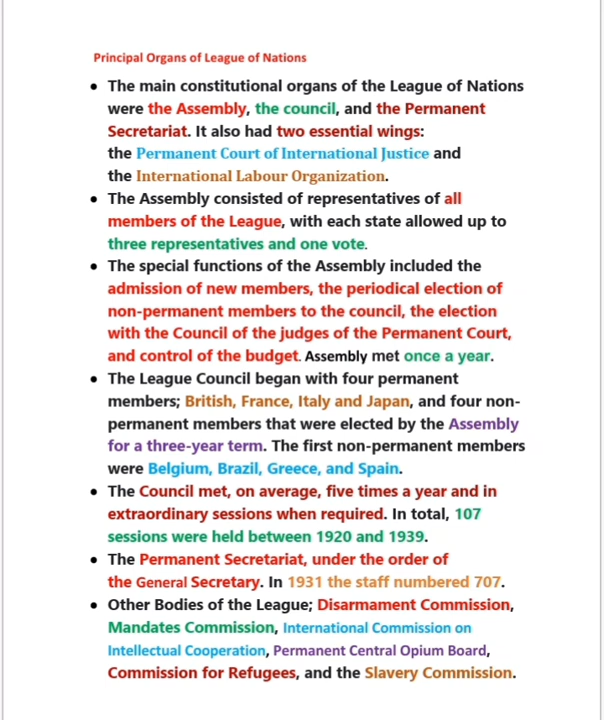 Principal Organs of League of Nations
• The main constitutional organs of the League of Nations
were the Assembly, the council, and the Permanent
Secretariat. It also had two essential wings:
the Permanent Court of International Justice and
the International Labour Organization.
• The Assembly consisted of representatives of all
members of the League, with each state allowed up to
three representatives and one vote.
• The special functions of the Assembly included the
admission of new members, the periodical election of
non-permanent members to the council, the election
with the Council of the judges of the Permanent Court,
and control of the budget. Assembly met once a year.
• The League Council began with four permanent
members; British, France, Italy and Japan, and four non-
permanent members that were elected by the Assembly
for a three-year term. The first non-permanent members
were Belgium, Brazil, Greece, and Spain.
• The Council met, on average, five times a year and in
extraordinary sessions when required. In total, 107
sessions were held between 1920 and 1939.
• The Permanent Secretariat, under the order of
the General Secretary. In 1931 the staff numbered 707.
• Other Bodies of the League; Disarmament Commission,
Mandates Commission, International Commission on
Intellectual Cooperation, Permanent Central Opium Board,
Commission for Refugees, and the Slavery Commission.